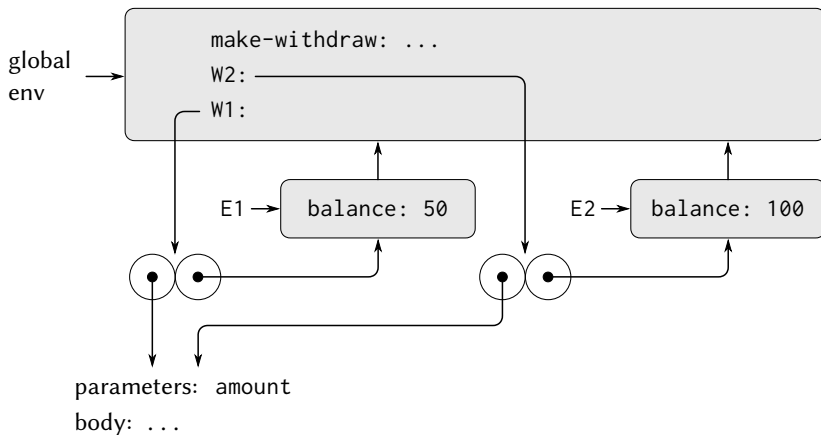 make-withdraw: ...
global
env
W2:
W1:
E1
balance: 50
E2
balance: 100
parameters: amount
body: ...